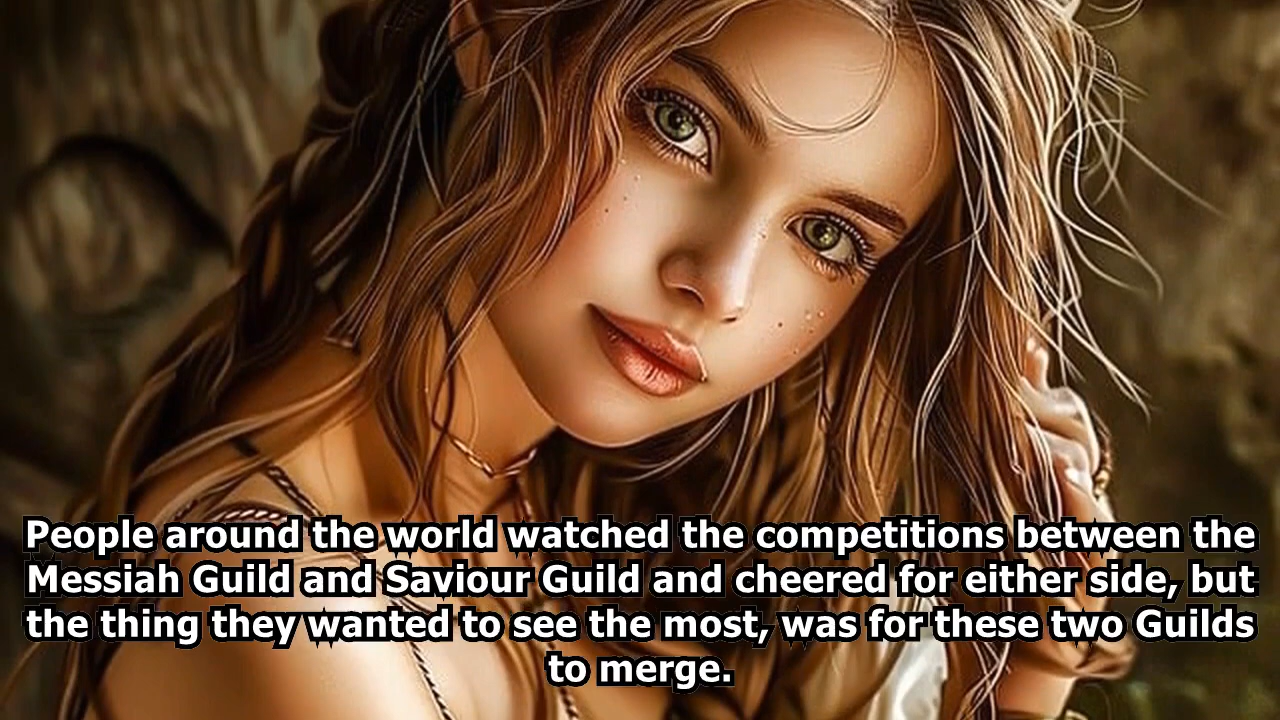 People around the world watched the competitions between the
Messiah Guild and Saviour Guild and cheered for either side, but
the thing they wanted to see the most, was for these two Guilds
to merge.